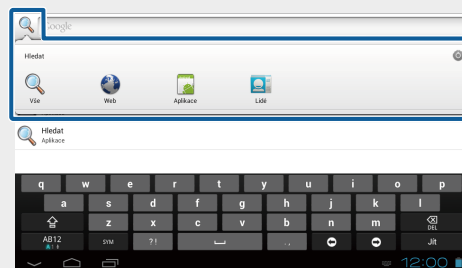 Google
Hledat
Vše Web Aplikace Lidé
Hledat
Aplikace
q w e r t y u i o p
a s d f g h j k l
z x c v b n m DEL
AB12 SYM ?! ., Jít
12:00